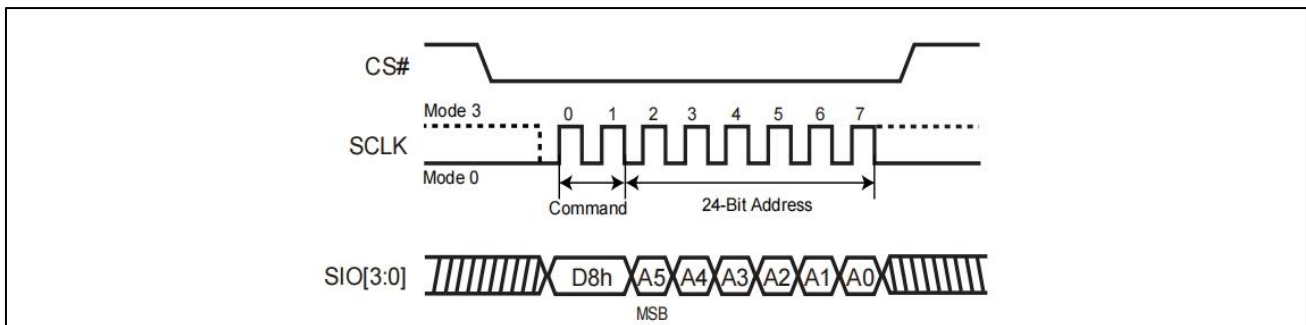 CS#
Mode 3
0 1 2 3 4 5 6 7
SCLK
Mode 0
Command
24-Bit Address
SIO[3:0]
D8h A5 A4 A3 A2 A1 A0
MSB